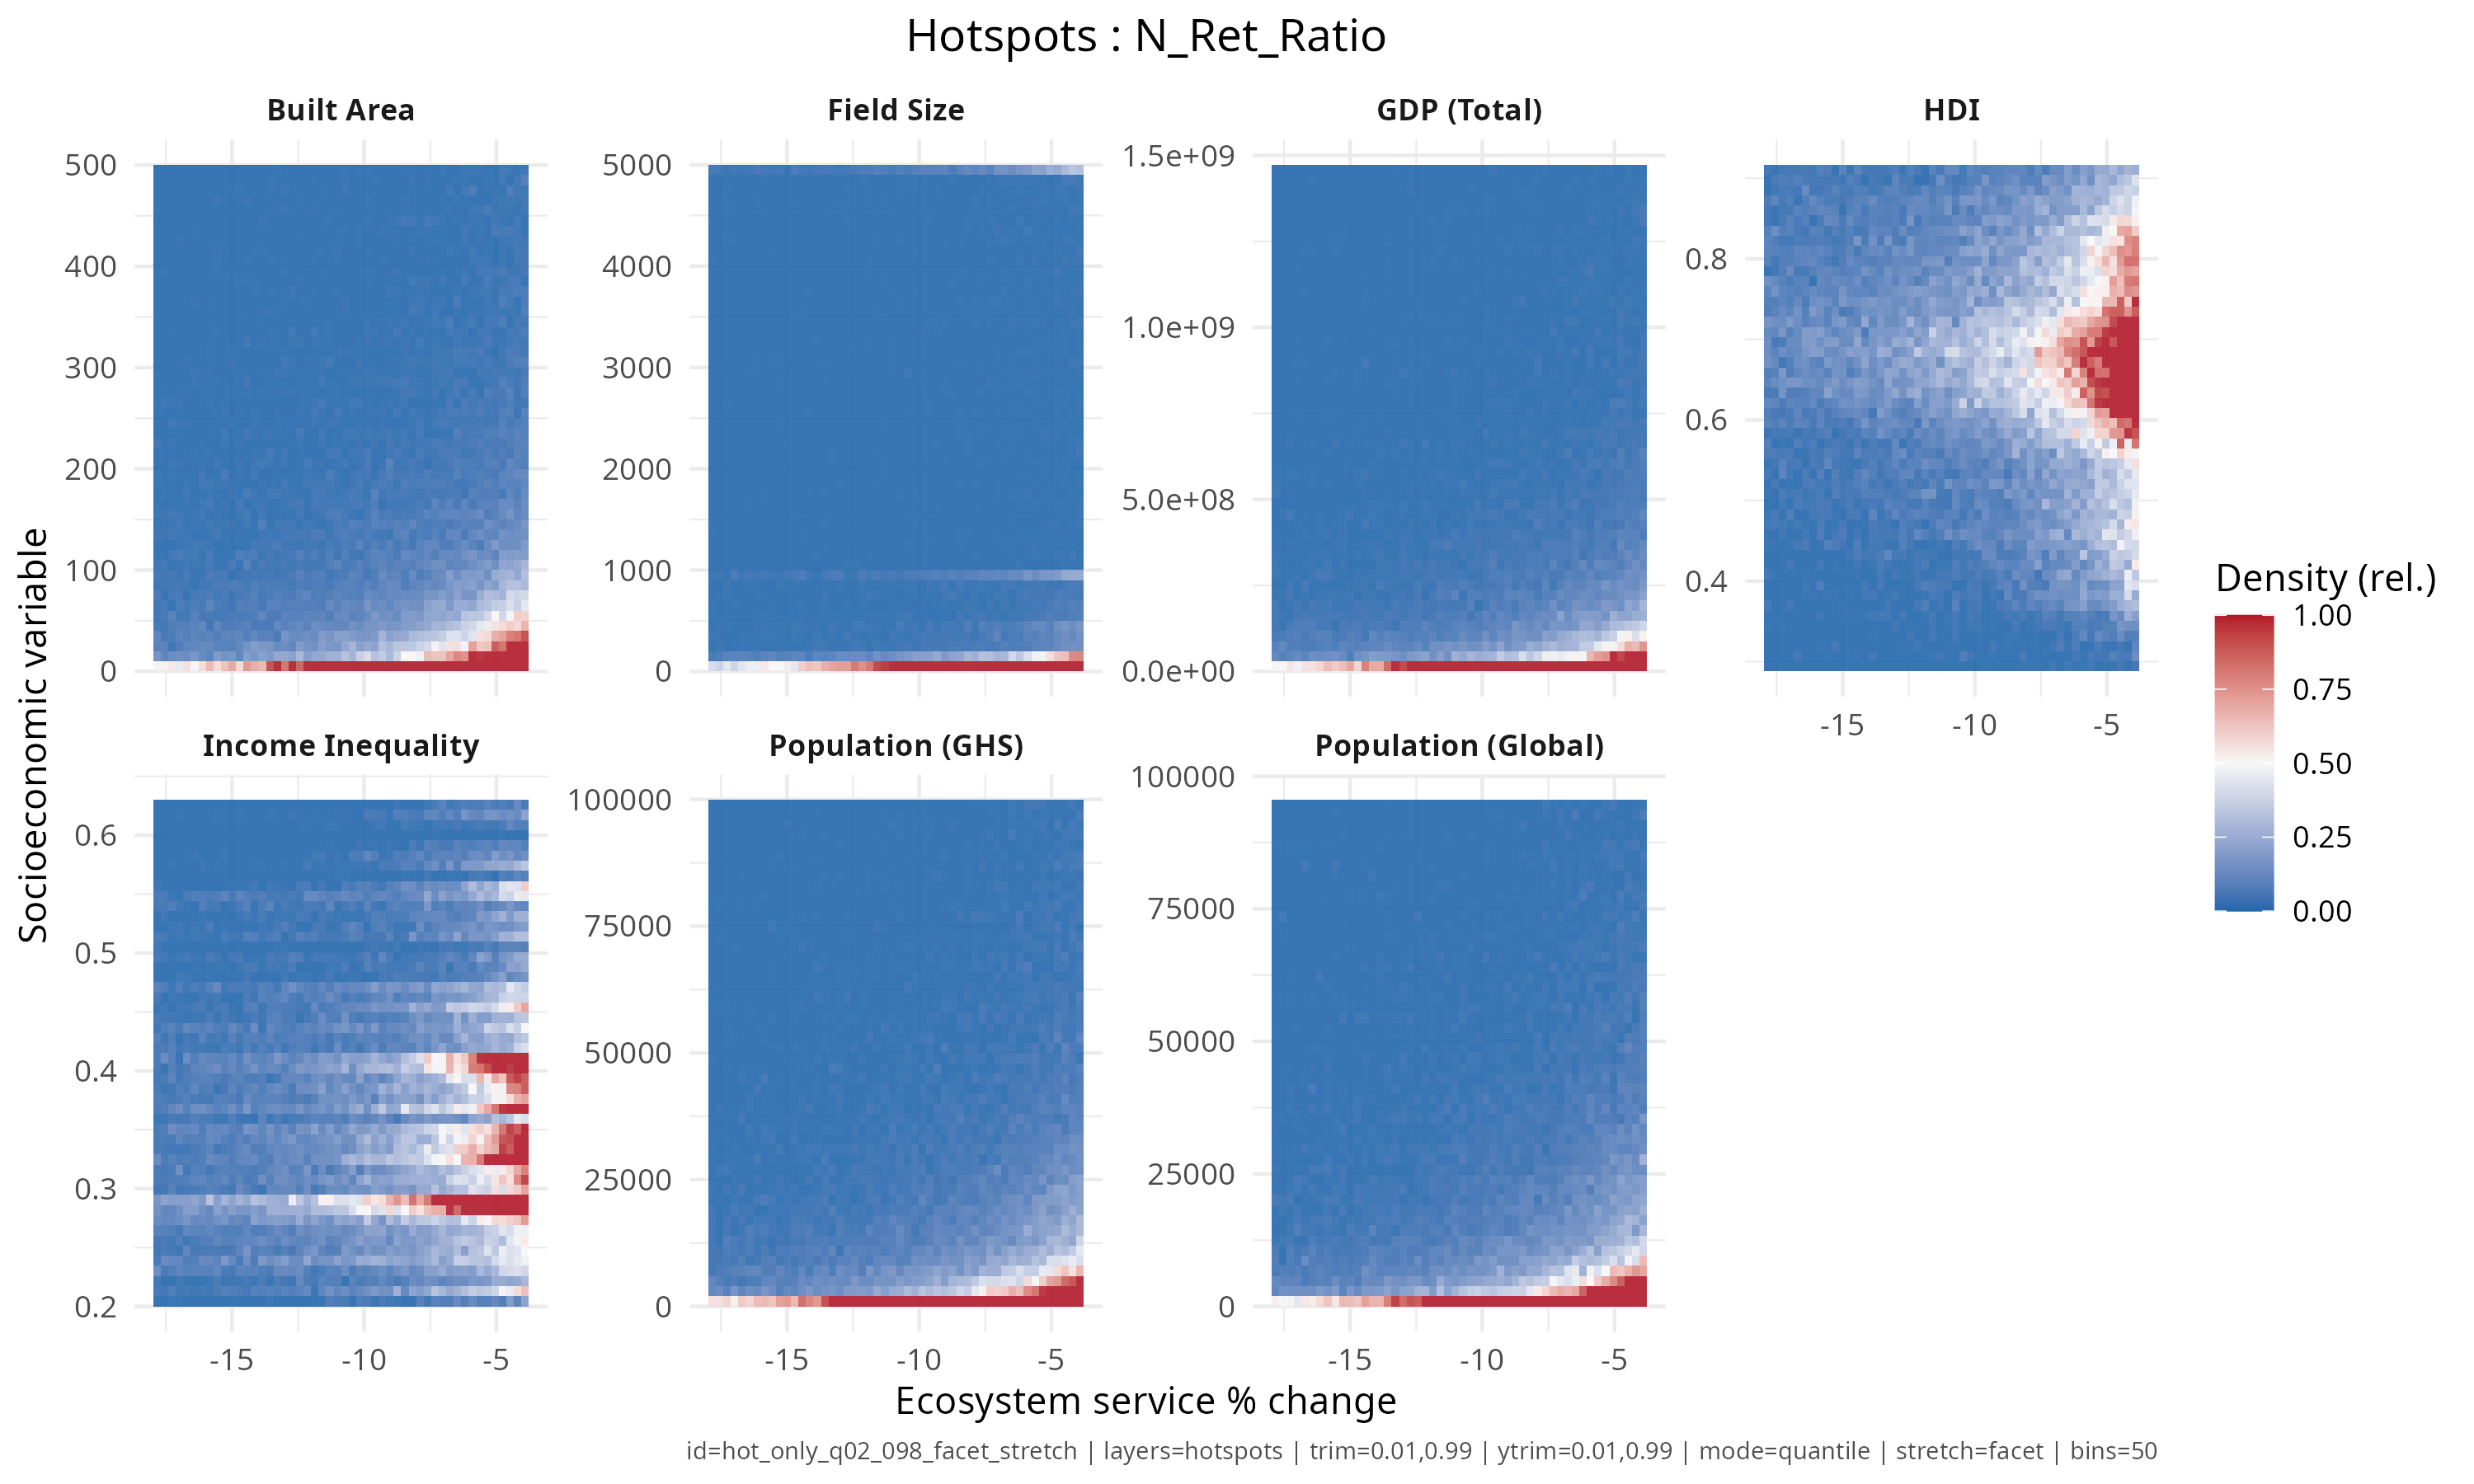 Hotspots : N_Ret_Ratio
Built Area
Field Size
GDP (Total)
HDI
500
400
300
200
100
0
5000
4000
3000
2000
1000
0
1.5e+09
1.0e+09
5.0e+08
0.0e+00
0.8
0.6
0.4
-15 -10 -5
Socioeconomic variable
Income Inequality
Population (GHS)
Population (Global)
0.6
0.5
0.4
0.3
0.2
100000
75000
50000
25000
0
100000
75000
50000
25000
0
-15 -10 -5
-15 -10 -5
-15 -10 -5
Ecosystem service % change
Density (rel.)
1.00
0.75
0.50
0.25
0.00
id=hot_only_q02_098_facet_stretch | layers=hotspots | trim=0.01,0.99 | ytrim=0.01,0.99 | mode=quantile | stretch=facet | bins=50